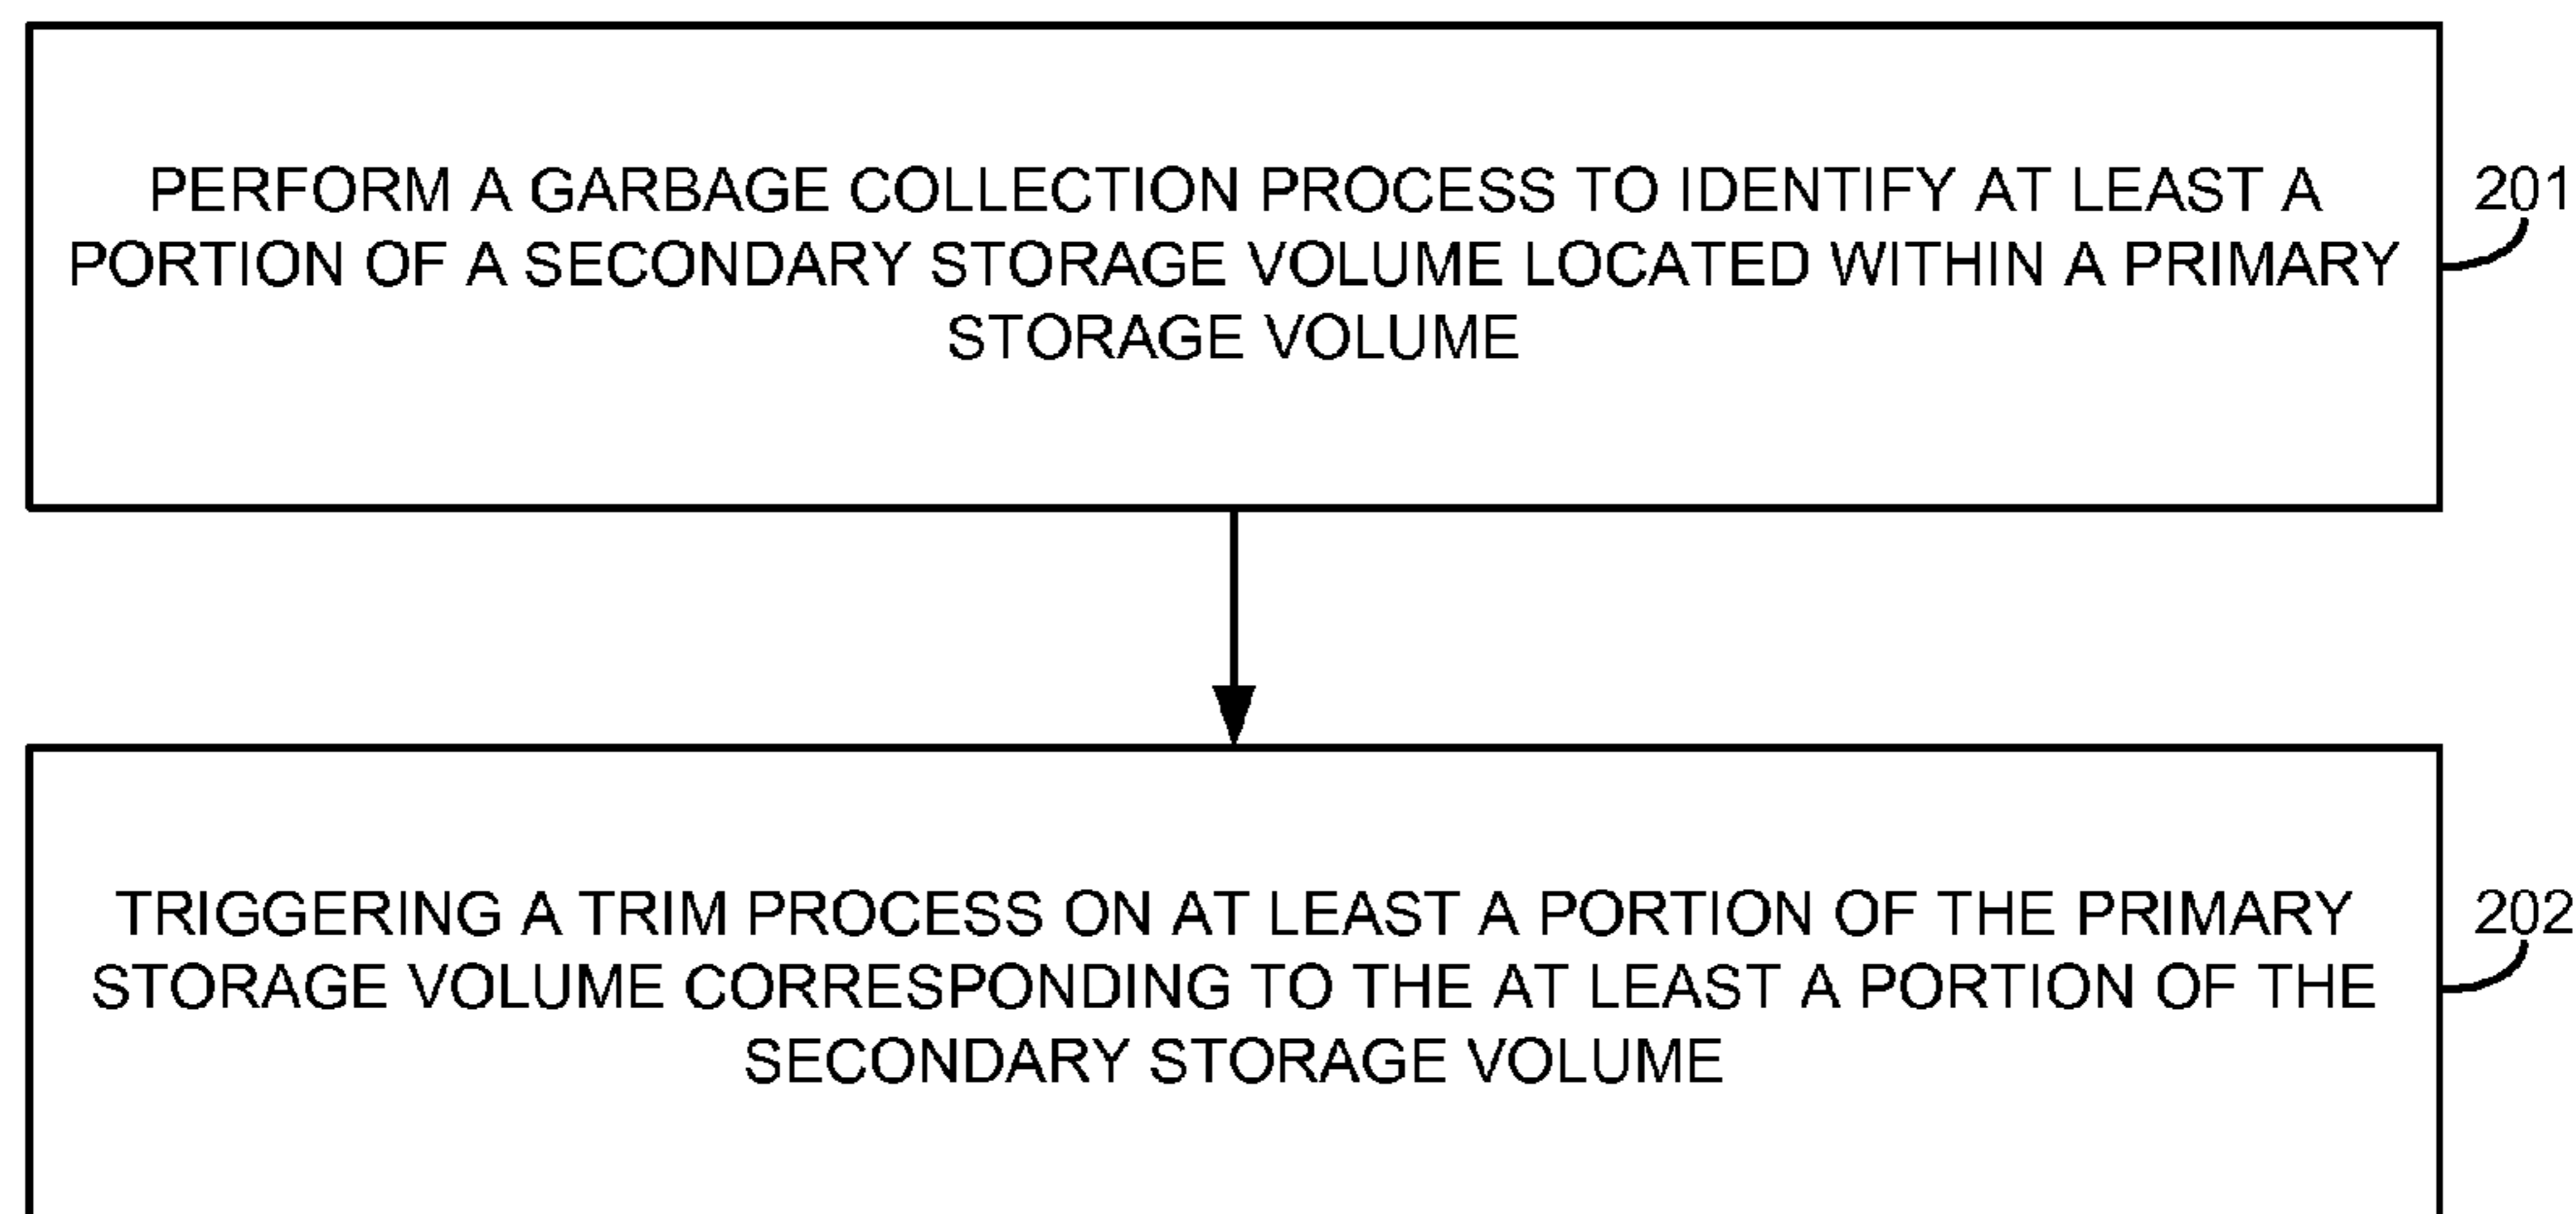 PERFORM A GARBAGE COLLECTION PROCESS TO IDENTIFY AT LEAST A
PORTION OF A SECONDARY STORAGE VOLUME LOCATED WITHIN A PRIMARY
STORAGE VOLUME
201
TRIGGERING A TRIM PROCESS ON AT LEAST A PORTION OF THE PRIMARY
STORAGE VOLUME CORRESPONDING TO THE AT LEAST A PORTION OF THE
SECONDARY STORAGE VOLUME
202